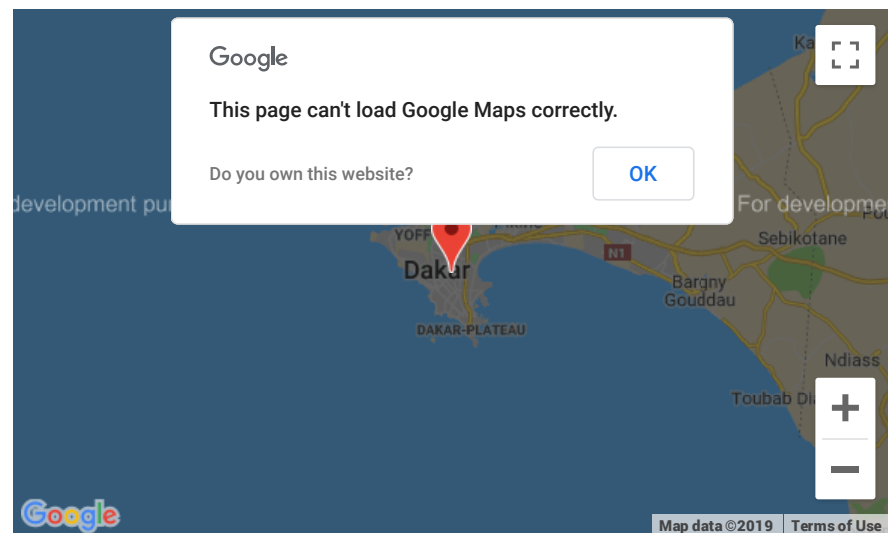 Google
This page can't load Google Maps correctly.
Do you own this website?
OK
development pu
For developme
YOFF
Sebikotane
N1
Dakar
Bargny
Gouddau
DAKAR-PLATEAU
Ndiass
Toubab Di
Google
Map data ©2019
Terms of Use